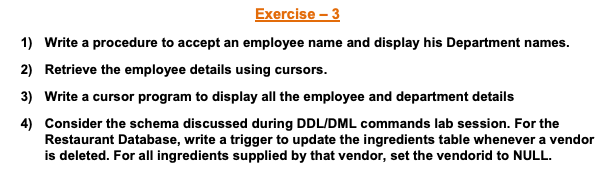 Exercise – 3
1) Write a procedure to accept an employee name and display his Department names.
2) Retrieve the employee details using cursors.
3) Write a cursor program to display all the employee and department details
4) Consider the schema discussed during DDL/DML commands lab session. For the
Restaurant Database, write a trigger to update the ingredients table whenever a vendor
is deleted. For all ingredients supplied by that vendor, set the vendorid to NULL.